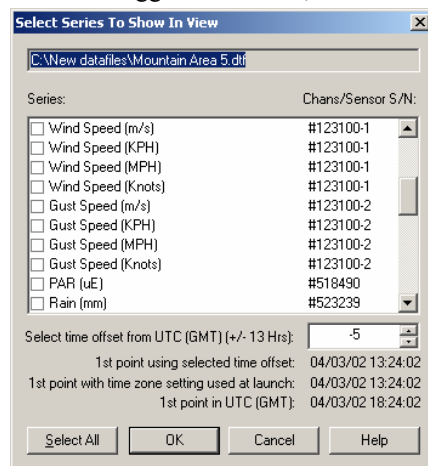 Select Series To Show In View
C:\New datafiles\Mountain Area 5.dtf
Series: Chans/Sensor S/N:
Wind Speed (m/s) #123100-1
Wind Speed (KPH) #123100-1
Wind Speed (MPH) #123100-1
Wind Speed (Knots) #123100-1
Gust Speed (m/s) #123100-2
Gust Speed (KPH) #123100-2
Gust Speed (MPH) #123100-2
Gust Speed (Knots) #123100-2
PAR (uE) #518490
Rain (mm) #523239
Select time offset from UTC (GMT) (+/- 13 Hrs): -5
1st point using selected time offset: 04/03/02 13:24:02
1st point with time zone setting used at launch: 04/03/02 13:24:02
1st point in UTC (GMT): 04/03/02 18:24:02
Select All OK Cancel Help